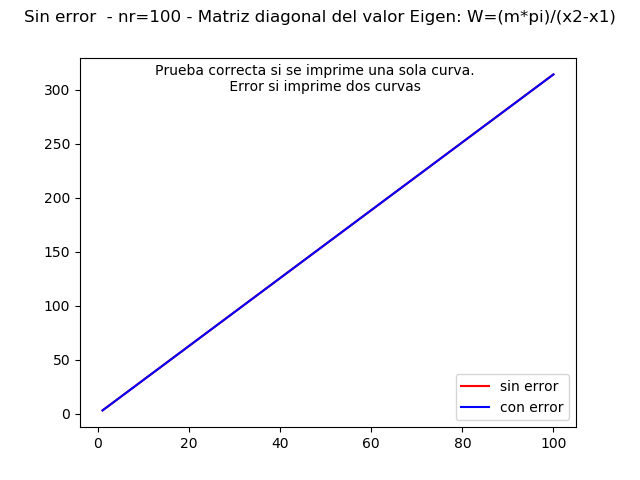 Sin error  - nr=100 - Matriz diagonal del valor Eigen: W=(m*pi)/(x2-x1)
Prueba correcta si se imprime una sola curva.
Error si imprime dos curvas
300
250
200
150
100
50
0
sin error
con error
0 20 40 60 80 100